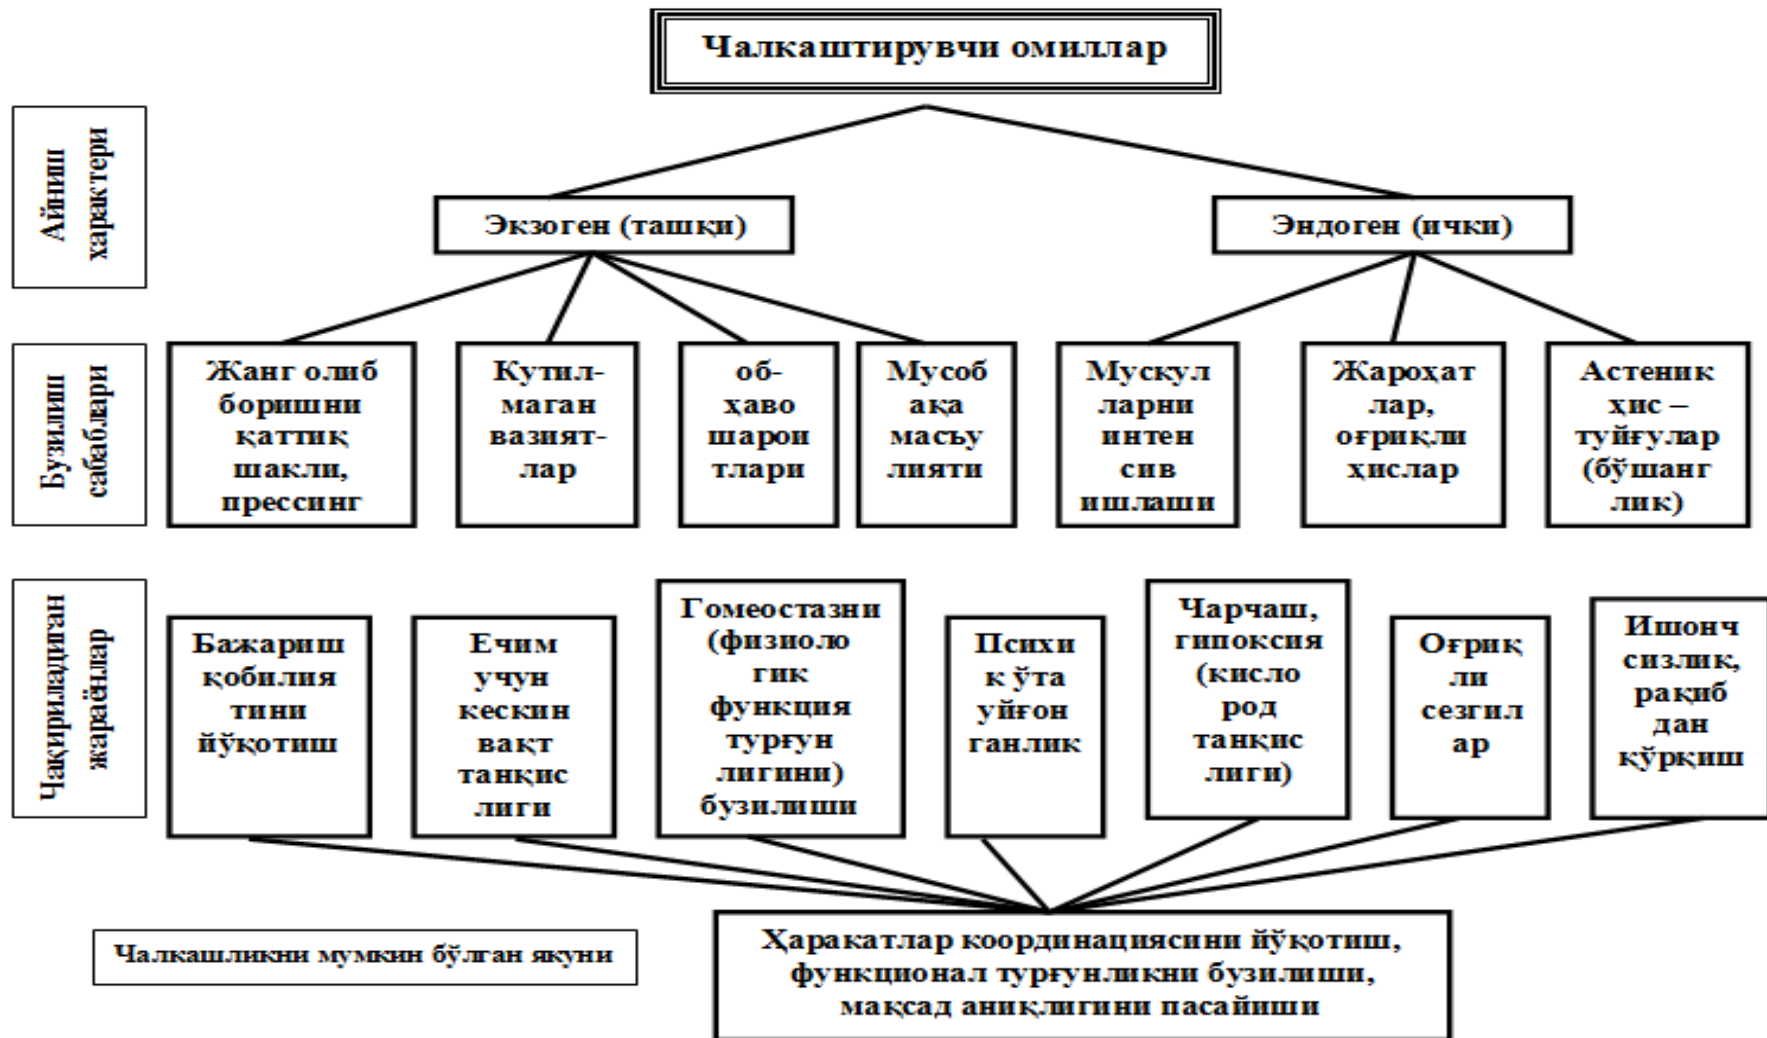 Чалкаштирувчи омиллар
Айниш
характери
Экзоген (ташқи)
Эндоген (ички)
Бузилиш
сабаблари
Жанг олиб
боришни
қаттиқ
шакли,
прессинг
Кутил-
маган
вазият-
лар
об-
ҳаво
шарои
тлари
Мусоб
ақа
масъу
лияти
Мускул
ларни
интен
сив
ишлаши
Жароҳат
лар,
оғриқли
ҳислар
Астеник
ҳис –
туйғулар
(бўшанг
лик)
Чақириладиган
жараёнлар
Бажариш
қобилия
тини
йўқотиш
Ечим
учун
кескин
вақт
танқис
лиги
Гомеостазни
(физиоло
гик
функция
турғун
лигини)
бузилиши
Психи
к ўта
уйғон
ганлик
Чарчаш,
гипоксия
(кисло
род
танқис
лиги)
Оғриқ
ли
сезгил
ар
Ишонч
сизлик,
рақиб
дан
қўрқиш
Чалкашликни мумкин бўлган якуни
Ҳаракатлар координациясини йўқотиш,
функционал турғунликни бузилиши,
мақсад аниқлигини пасайиши